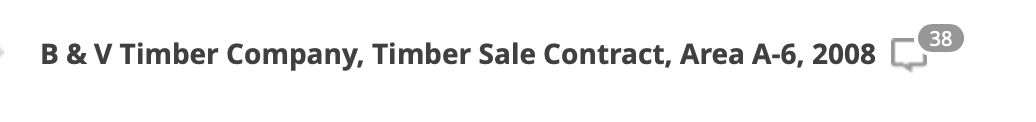 B & V Timber Company, Timber Sale Contract, Area A-6, 2008 38